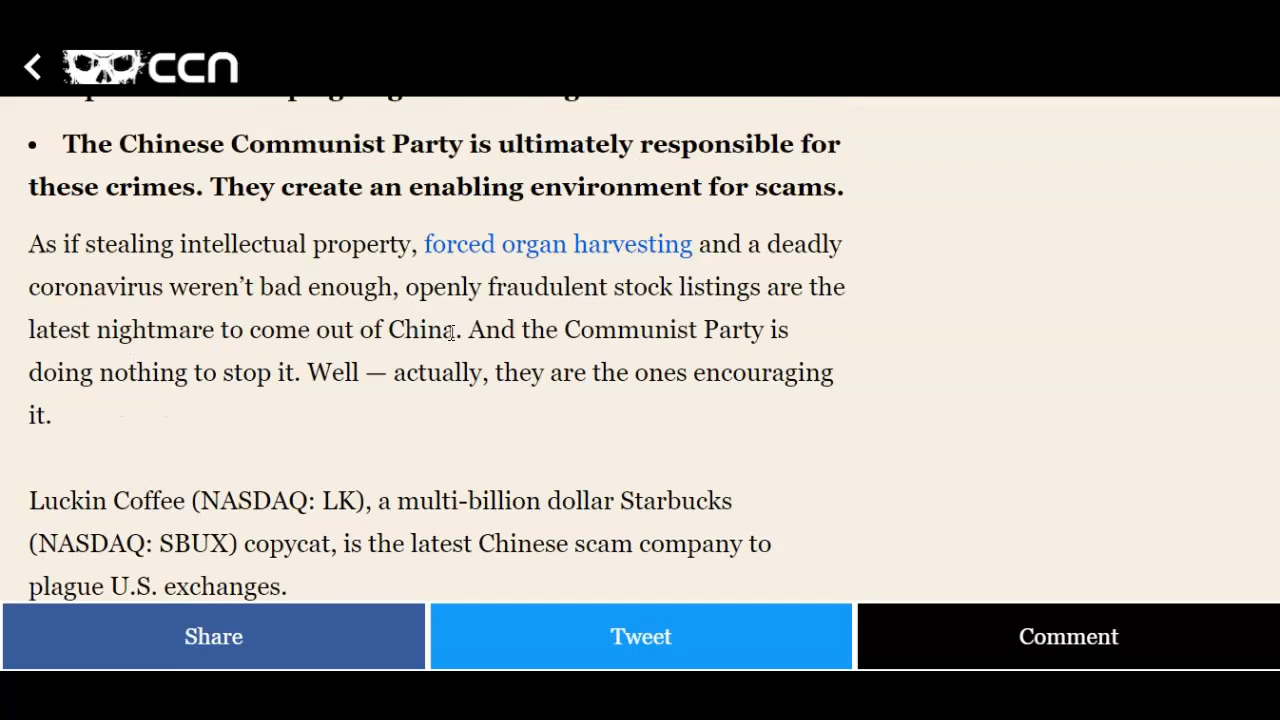 CCN
• The Chinese Communist Party is ultimately responsible for
these crimes. They create an enabling environment for scams.
As if stealing intellectual property, forced organ harvesting and a deadly
coronavirus weren’t bad enough, openly fraudulent stock listings are the
latest nightmare to come out of China. And the Communist Party is
doing nothing to stop it. Well — actually, they are the ones encouraging
it.
Luckin Coffee (NASDAQ: LK), a multi-billion dollar Starbucks
(NASDAQ: SBUX) copycat, is the latest Chinese scam company to
plague U.S. exchanges.
Share
Tweet
Comment